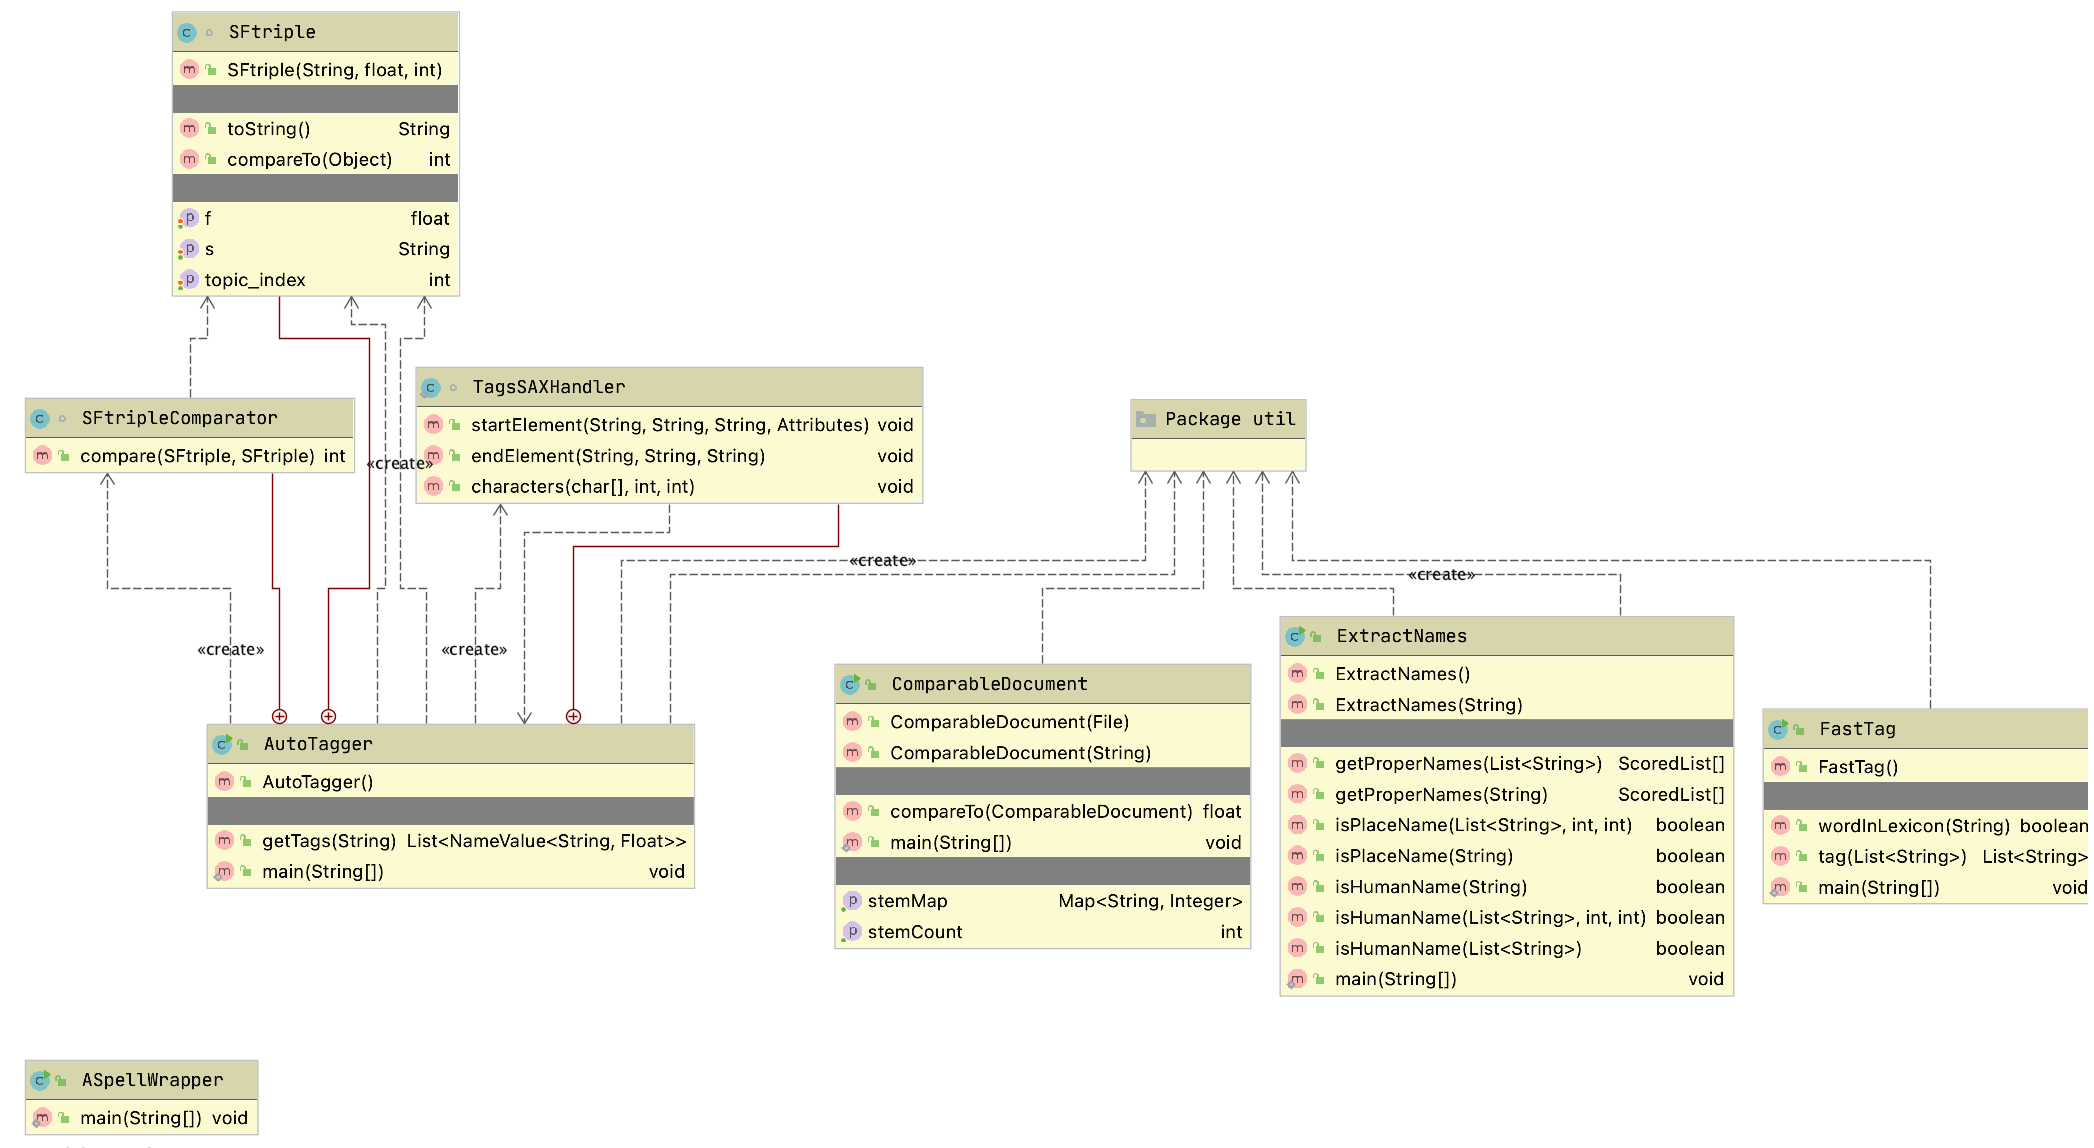 SFtriple
SFtriple(String, float, int)
toString() String
compareTo(Object) int
f float
s String
topic_index int
SFtripleComparator
compare(SFtriple, SFtriple) int
«create»
TagsSAXHandler
startElement(String, String, String, Attributes) void
endElement(String, String, String) void
characters(char[], int, int) void
Package util
«create»
«create»
«create»
«create»
AutoTagger
AutoTagger()
getTags(String) List<NameValue<String, Float>>
main(String[]) void
ComparableDocument
ComparableDocument(File)
ComparableDocument(String)
compareTo(ComparableDocument) float
main(String[]) void
stemMap Map<String, Integer>
stemCount int
ExtractNames
ExtractNames()
ExtractNames(String)
getProperNames(List<String>) ScoredList[]
getProperNames(String) ScoredList[]
isPlaceName(List<String>, int, int) boolean
isPlaceName(String) boolean
isHumanName(String) boolean
isHumanName(List<String>, int, int) boolean
isHumanName(List<String>) boolean
main(String[]) void
FastTag
FastTag()
wordInLexicon(String) boolean
tag(List<String>) List<String>
main(String[]) void
ASpellWrapper
main(String[]) void